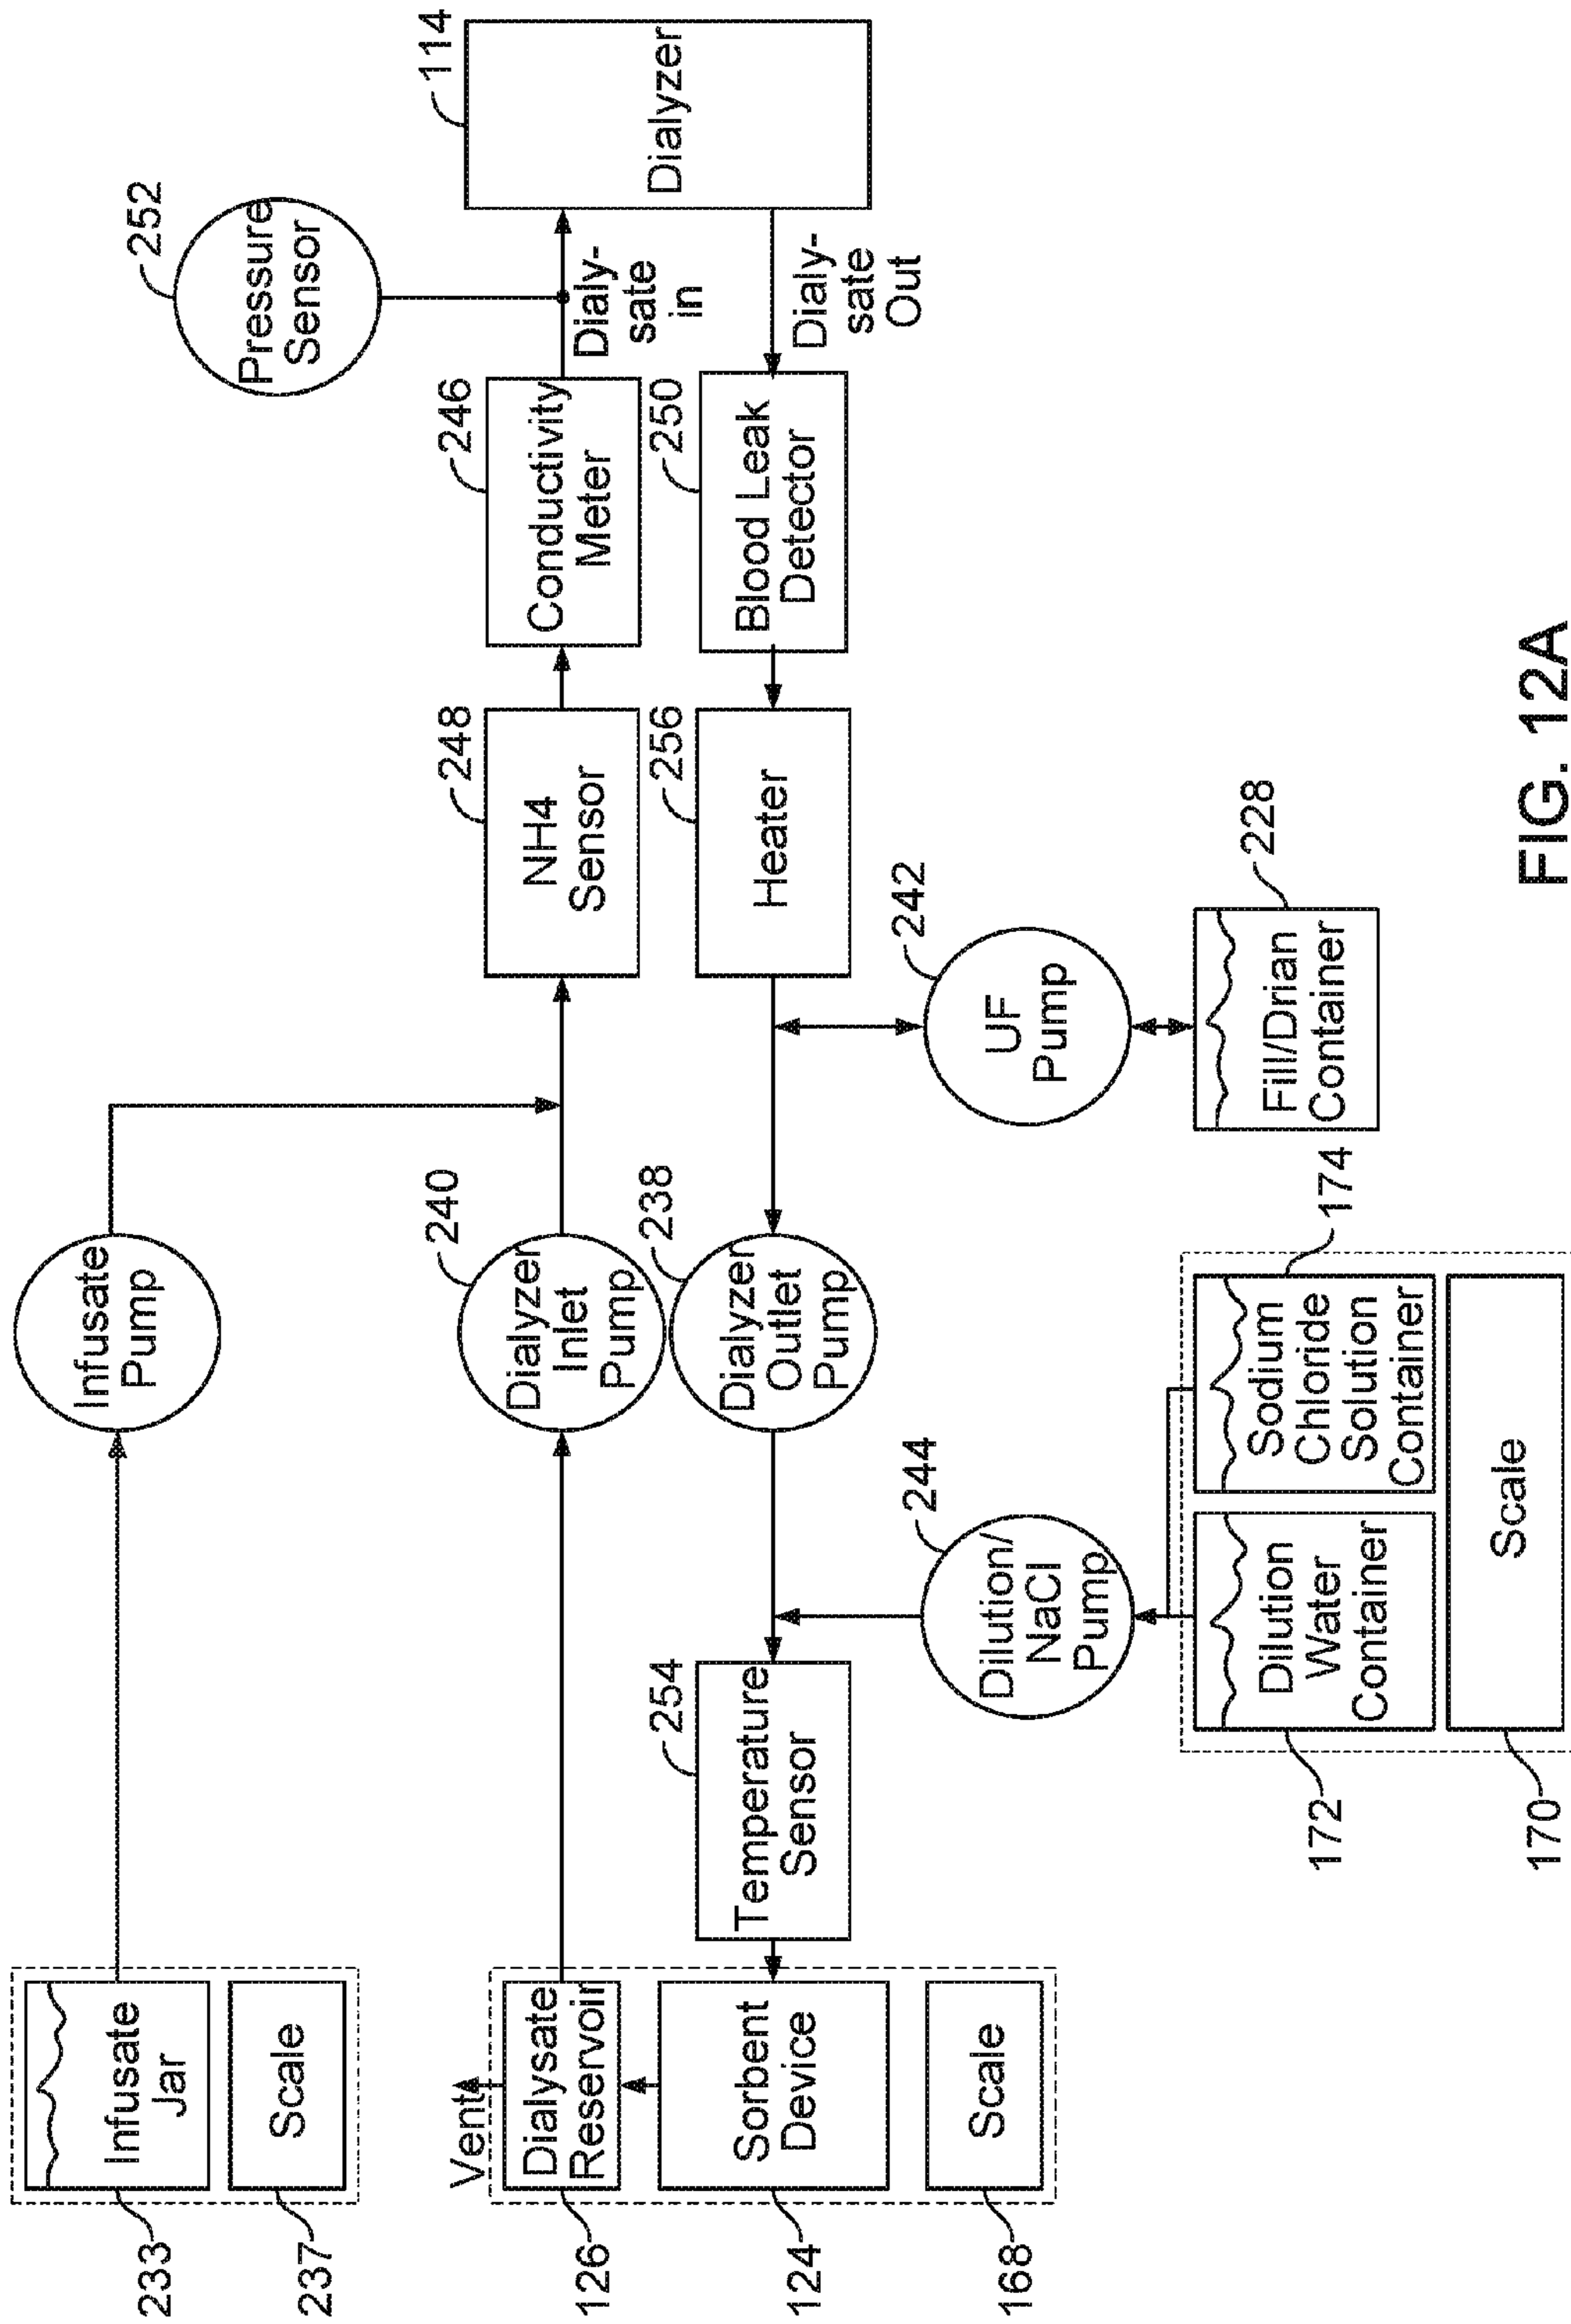 233
Infusate
Jar
237
Scale
Infusate
Pump
252
Pressure
Sensor
Vent
126
Dialysate
Reservoir
240
Dialyzer
Inlet
Pump
248
NH4
Sensor
246
Conductivity
Meter
Dialy-
sate
in
114
Dialyzer
124
Sorbent
Device
254
Temperature
Sensor
238
Dialyzer
Outlet
Pump
256
Heater
250
Blood Leak
Detector
Dialy-
sate
Out
168
Scale
244
Dilution/
NaCl
Pump
242
UF
Pump
172
Dilution
Water
Container
174
Sodium
Chloride
Solution
Container
228
Fill/Drian
Container
170
Scale
FIG. 12A